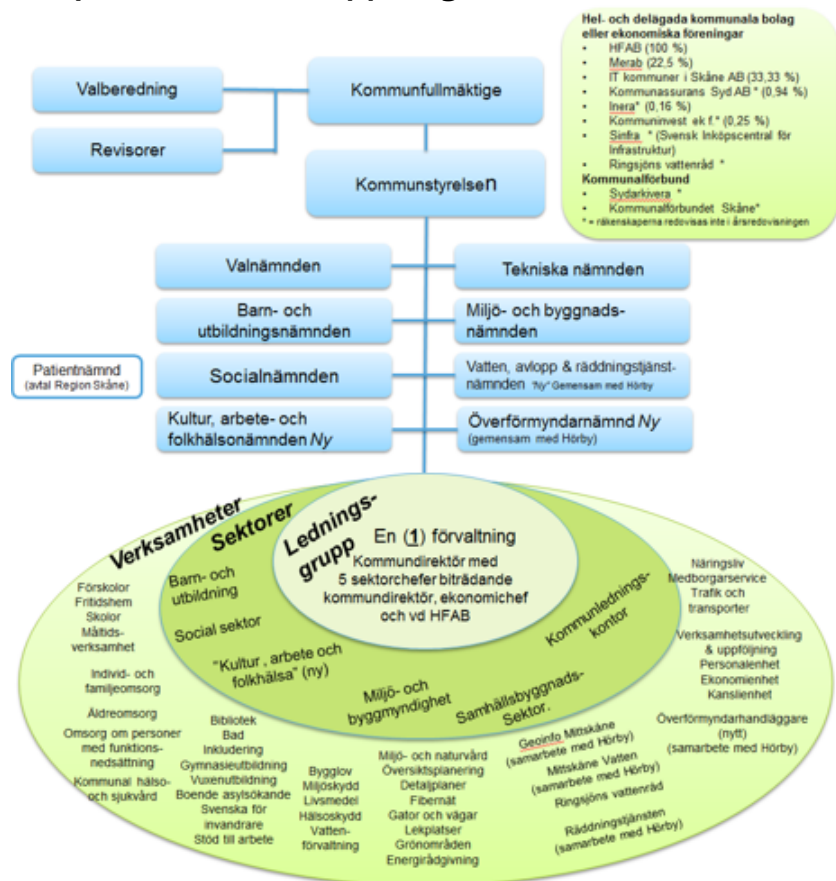 Hel- och delägada kommunala bolag
eller ekonomiska föreningar
• HFAB (100 %)
• Merab (22,5 %)
• IT kommuner i Skåne AB (33,33 %)
• Kommunassurans Syd AB * (0,94 %)
• Inera* (0,16 %)
• Kommuninvest ek f.* (0,25 %)
• Sinfra * (Svensk Inköpscentral för
Infrastruktur)
• Ringsjöns vattenråd *
Kommunalförbund
• Sydarkivera *
• Kommunalförbundet Skåne*
* = räkenskaperna redovisas inte i årsredovisningen
Valberedning
Revisorer
Kommunfullmäktige
Kommunstyrelsen
Valnämnden
Tekniska nämnden
Barn- och
utbildningsnämnden
Miljö- och byggnads-
nämnden
Patientnämnd
(avtal Region Skåne)
Socialnämnden
Vatten, avlopp & räddningstjänst-
nämnden "Ny" Gemensam med Hörby
Kultur, arbete- och
folkhälsonämnden Ny
Överförmyndarnämnd Ny
(gemensam med Hörby)
Verksamheter
Sektorer
Lednings-
grupp
En (1) förvaltning
Kommundirektör med
5 sektorchefer biträdande
kommundirektör, ekonomichef
och vd HFAB
Barn- och
utbildning
Social sektor
"Kultur , arbete och
folkhälsa" (ny)
Miljö- och
byggmyndighet
Samhällsbyggnads-
Sektor.
Kommunlednings-
kontor
Förskolor
Fritidshem
Skolor
Måltids-
verksamhet
Individ- och
familjeomsorg
Äldreomsorg
Omsorg om personer
med funktions-
nedsättning
Kommunal hälso-
och sjukvård
Bibliotek
Bad
Inkludering
Gymnasieutbildning
Vuxenutbildning
Boende asylsökande
Svenska för
invandrare
Stöd till arbete
Bygglov
Miljöskydd
Livsmedel
Hälsoskydd
Vatten-
förvaltning
Miljö- och naturvård
Översiktsplanering
Detaljplaner
Fibernät
Gator och vägar
Lekplatser
Grönområden
Energirådgivning
Geoinfo Mittskåne
(samarbete med Hörby)
Mittskåne Vatten
(samarbete med Hörby)
Ringsjöns vattenråd
Räddningstjänsten
(samarbete med Hörby)
Näringsliv
Medborgarservice
Trafik och
transporter
Verksamhetsutveckling
& uppföljning
Personalenhet
Ekonomienhet
Kanslienhet
Överförmyndarhandläggare
(nytt)
(samarbete med Hörby)